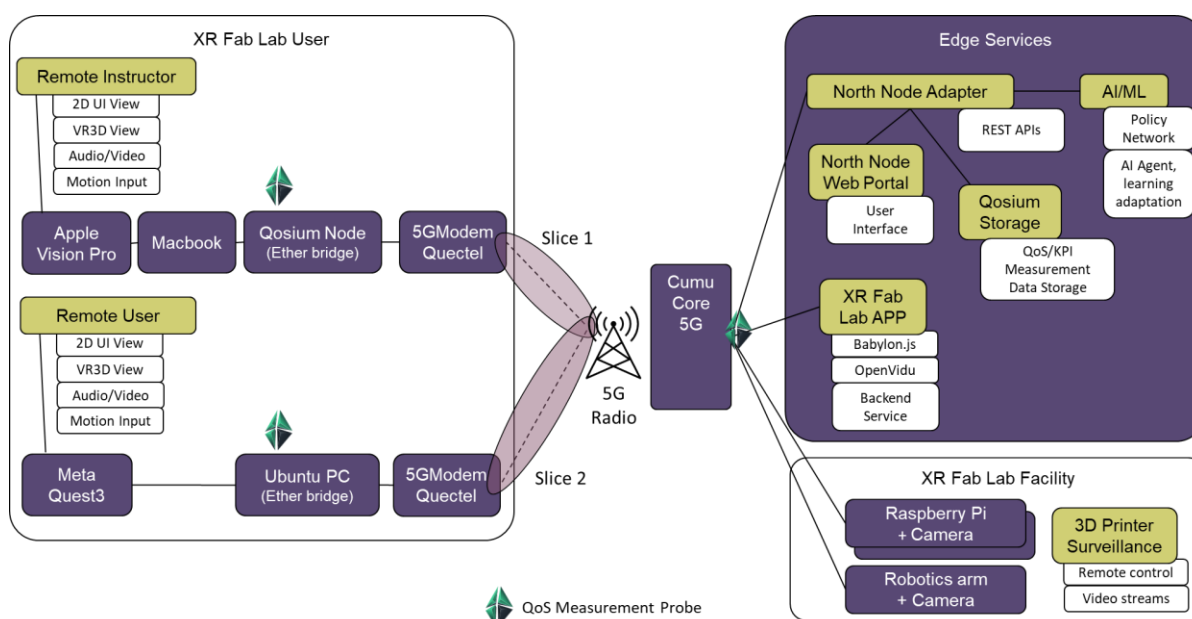 XR Fab Lab User
Remote Instructor
2D UI View
VR3D View
Audio/Video
Motion Input
Apple
Vision Pro
Macbook
Qosium Node
(Ether bridge)
5GModem
Quectel
Slice 1
Remote User
2D UI View
VR3D View
Audio/Video
Motion Input
Meta
Quest3
Ubuntu PC
(Ether bridge)
5GModem
Quectel
Slice 2
5G
Radio
Cumu
Core
5G
Edge Services
North Node Adapter
REST APIs
AI/ML
Policy
Network
AI Agent,
learning
adaptation
North Node
Web Portal
User
Interface
Qosium
Storage
QoS/KPI
Measurement
Data Storage
XR Fab
Lab APP
Babylon.js
OpenVidu
Backend
Service
XR Fab Lab Facility
Raspberry Pi
+ Camera
Robotics arm
+ Camera
3D Printer
Surveillance
Remote control
Video streams
QoS Measurement Probe